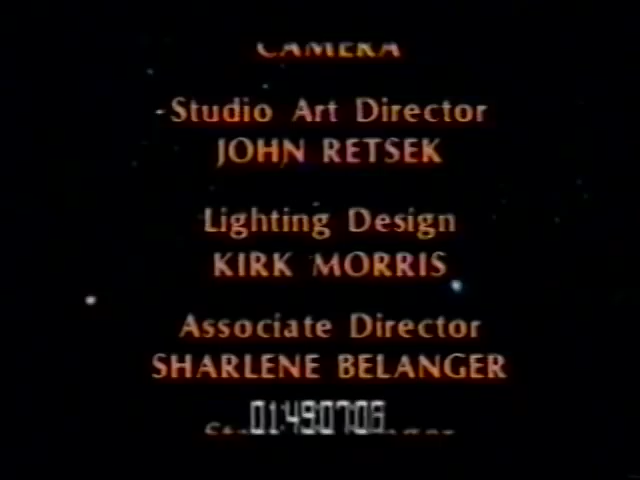 CAMERA
Studio Art Director
JOHN RETSEK
Lighting Design
KIRK MORRIS
Associate Director
SHARLENE BELANGER
01:49:07:06